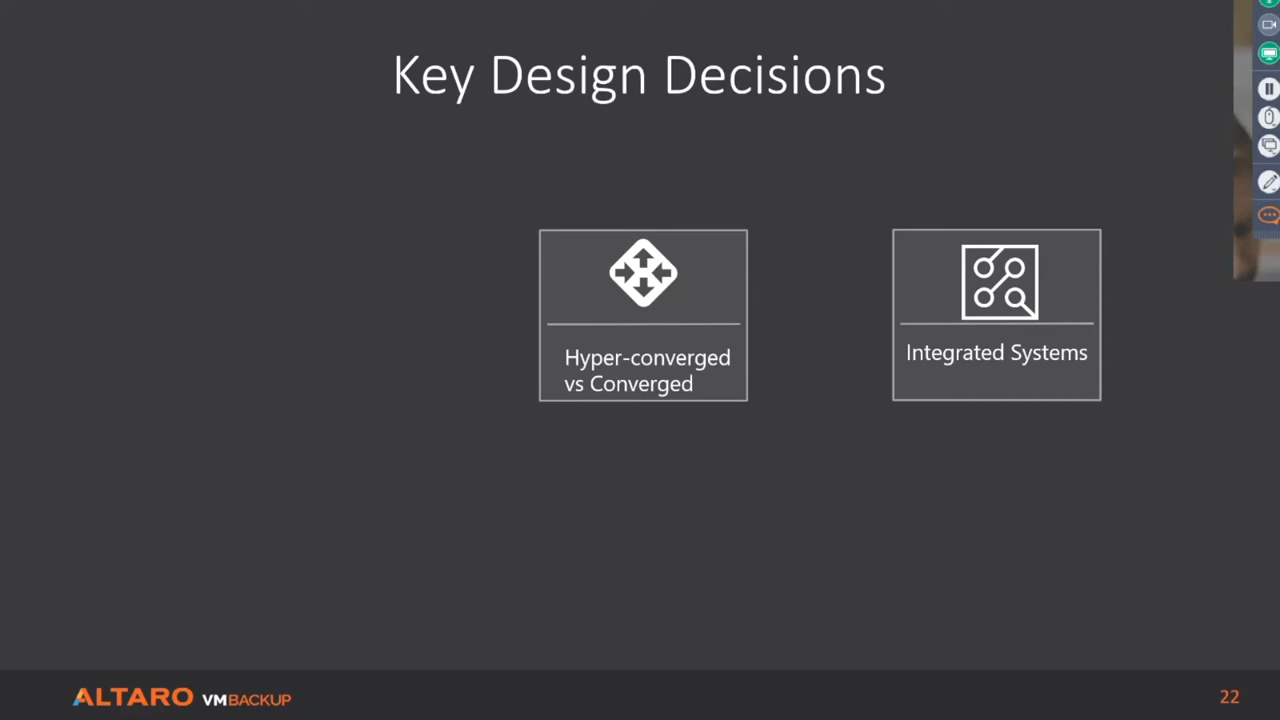 Key Design Decisions
Hyper-converged
vs Converged
Integrated Systems
ALTARO VMBACKUP
22